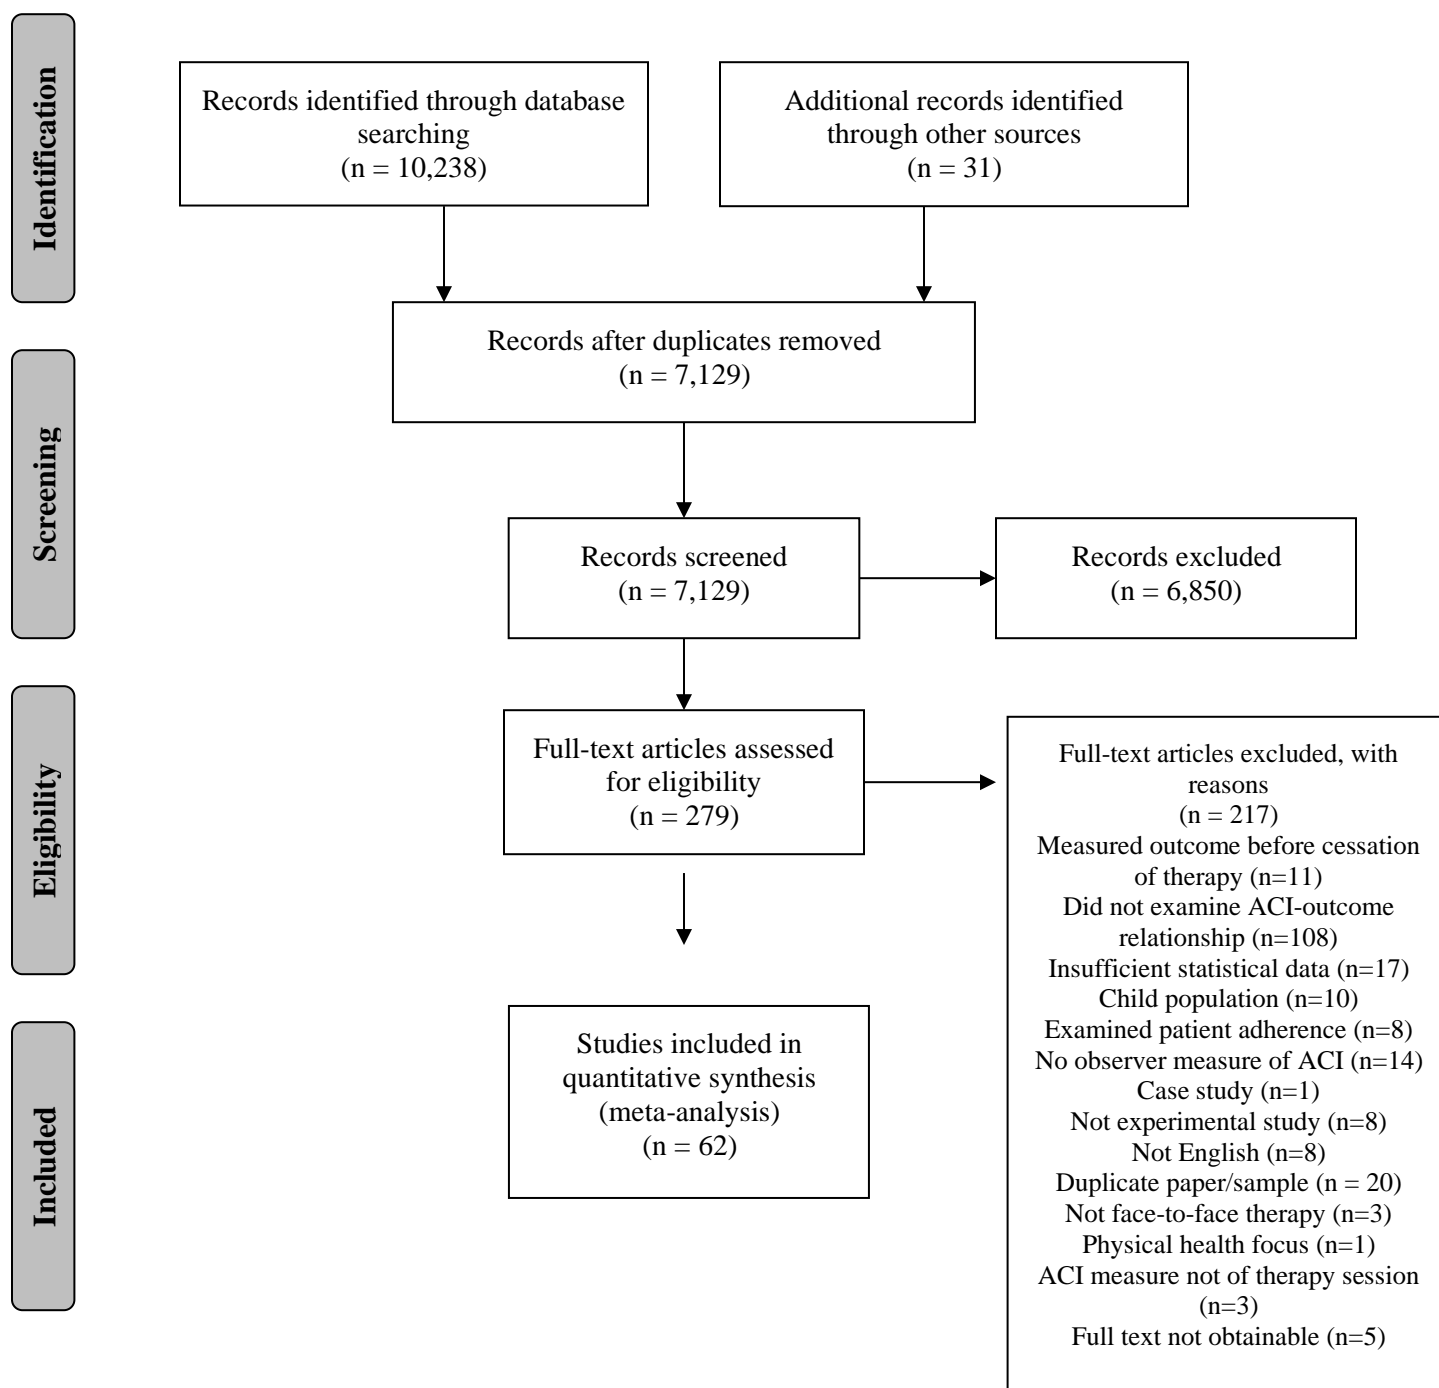 Identification
Records identified through database
searching
(n = 10,238)
Additional records identified
through other sources
(n = 31)
Records after duplicates removed
(n = 7,129)
Screening
Records screened
(n = 7,129)
Records excluded
(n = 6,850)
Eligibility
Full-text articles assessed
for eligibility
(n = 279)
Full-text articles excluded, with
reasons
(n = 217)
Measured outcome before cessation
of therapy (n=11)
Did not examine ACI-outcome
relationship (n=108)
Insufficient statistical data (n=17)
Child population (n=10)
Examined patient adherence (n=8)
No observer measure of ACI (n=14)
Case study (n=1)
Not experimental study (n=8)
Not English (n=8)
Duplicate paper/sample (n = 20)
Not face-to-face therapy (n=3)
Physical health focus (n=1)
ACI measure not of therapy session
(n=3)
Full text not obtainable (n=5)
Included
Studies included in
quantitative synthesis
(meta-analysis)
(n = 62)